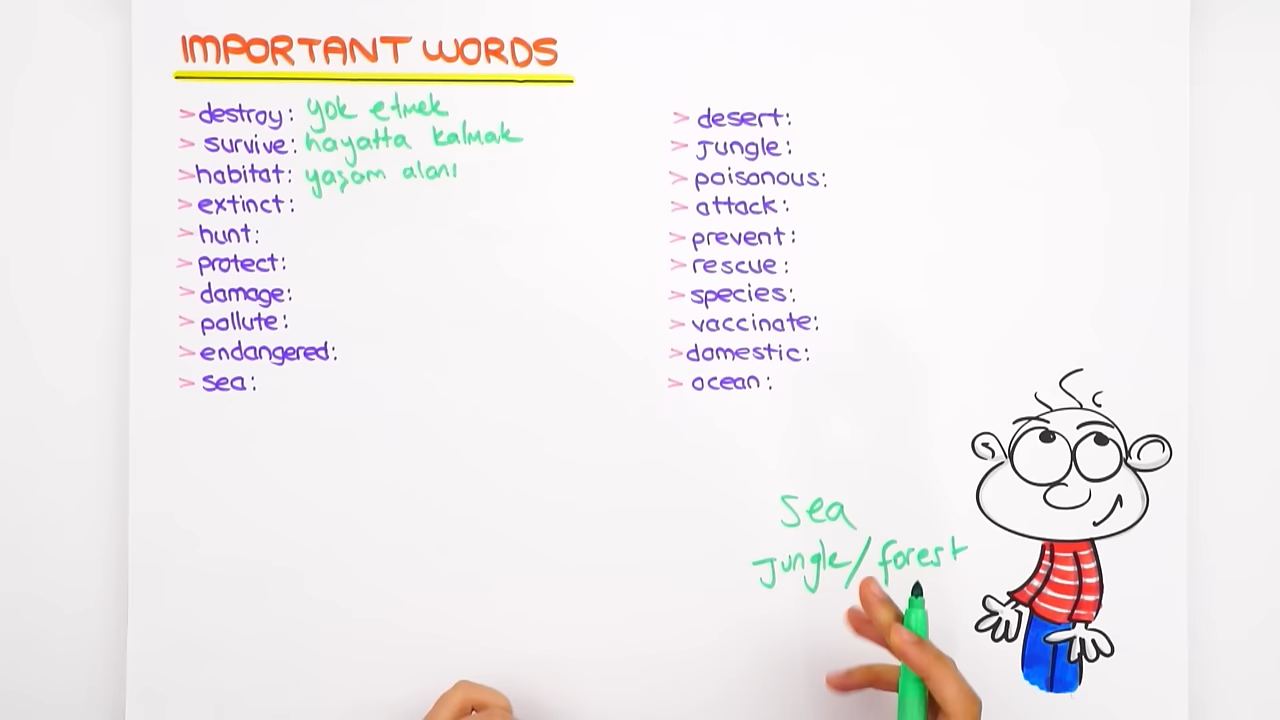 IMPORTANT WORDS
> destroy: yok etmek
> survive: hayatta kalmak
> habitat: yaşam alanı
> extinct:
> hunt:
> protect:
> damage:
> pollute:
> endangered:
> sea:
> desert:
> jungle:
> poisonous:
> attack:
> prevent:
> rescue:
> species:
> vaccinate:
> domestic:
> ocean:
sea
jungle/forest